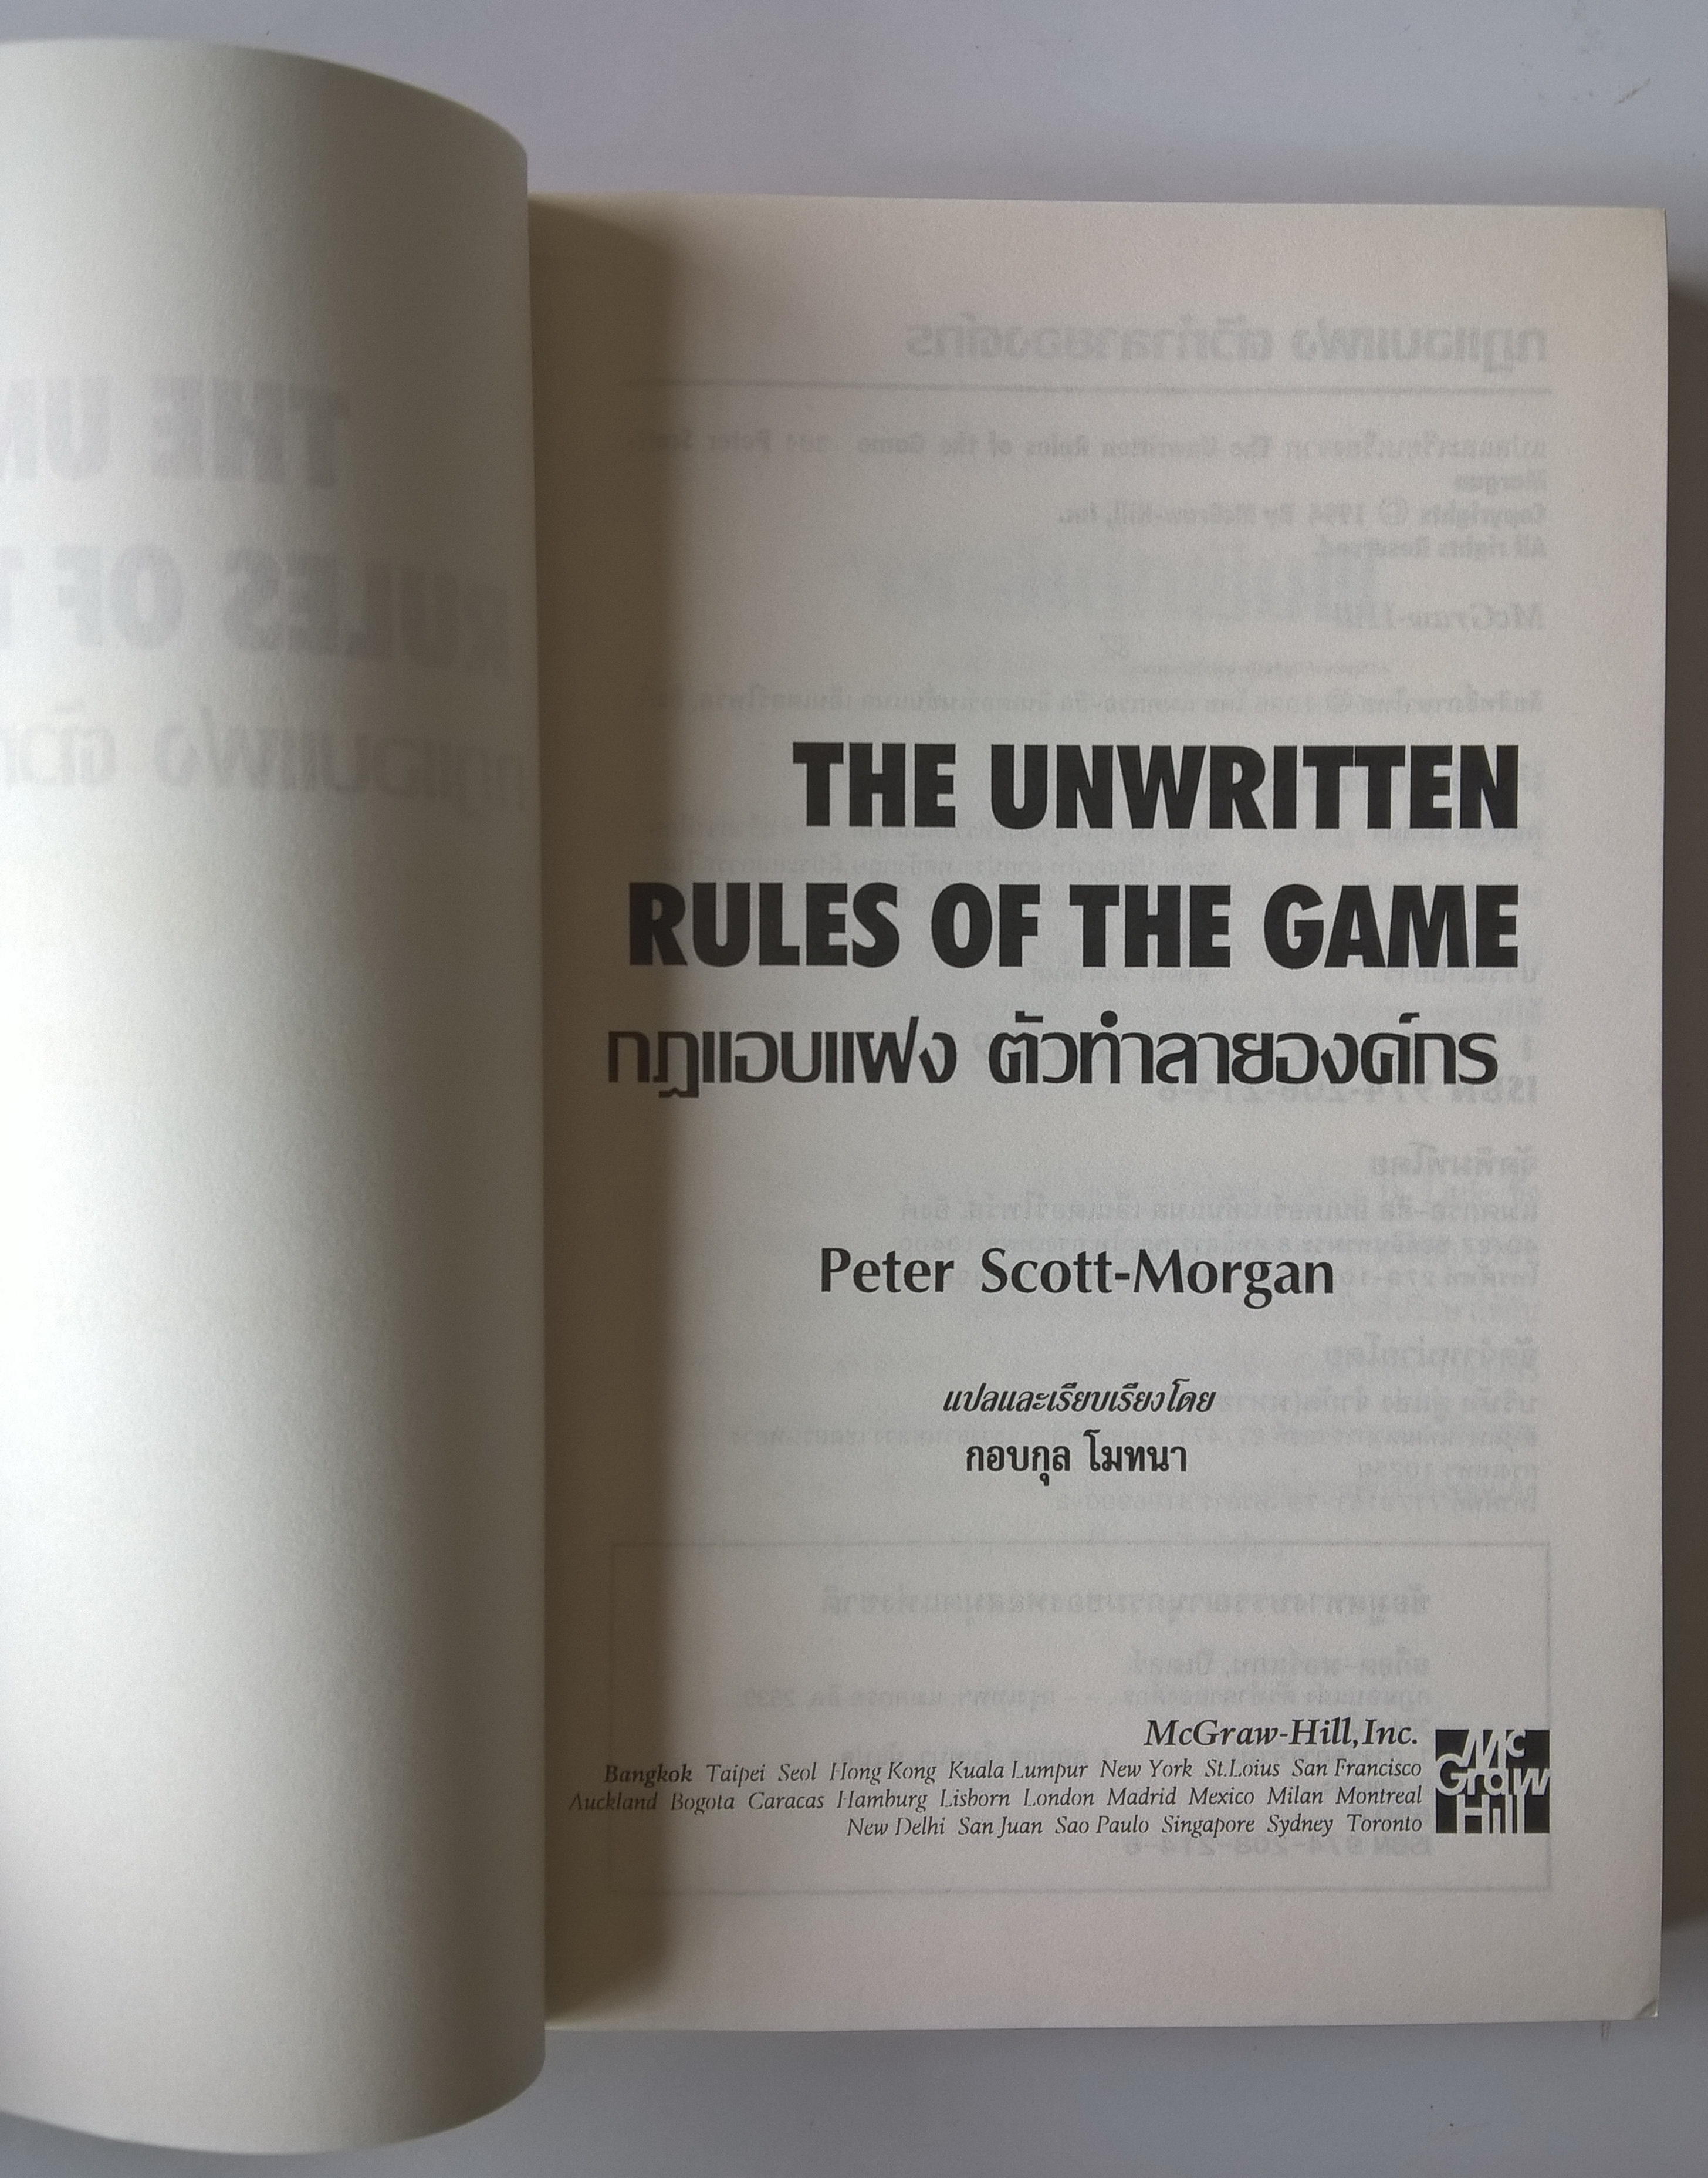 THE UNWRITTEN
RULES OF THE GAME
กฎแอบแฝง ตัวทำลายองค์กร
Peter Scott-Morgan
แปลและเรียบเรียงโดย
กอบกุล โมทนา
McGraw-Hill,Inc.
Bangkok Taipei Seol Hong Kong Kuala Lumpur New York St.Loius San Francisco
Auckland Bogota Caracas Hamburg Lisborn London Madrid Mexico Milan Montreal
New Delhi San Juan Sao Paulo Singapore Sydney Toronto
Mc
Graw
Hill